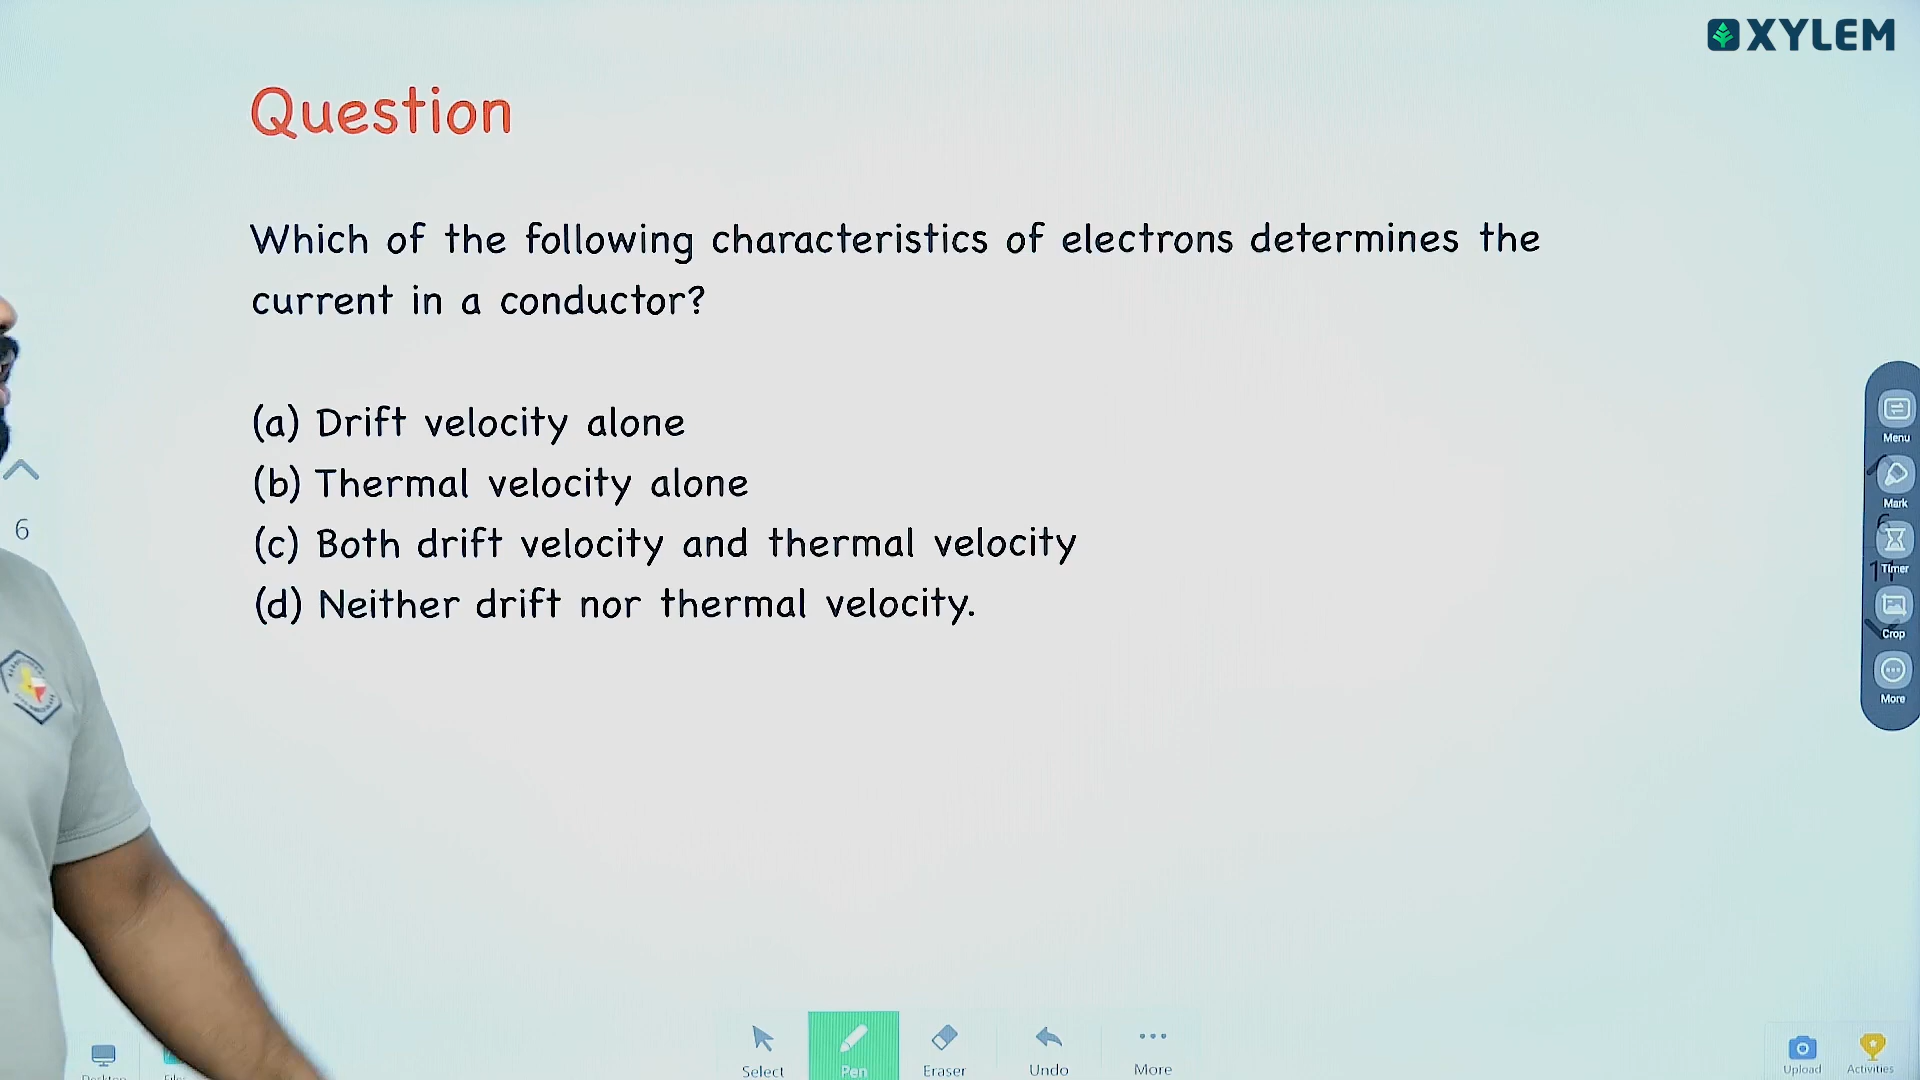 XYLEM
Question
Which of the following characteristics of electrons determines the
current in a conductor?
(a) Drift velocity alone
(b) Thermal velocity alone
(c) Both drift velocity and thermal velocity
(d) Neither drift nor thermal velocity.
6
Menu
Mark
6
Timer
11
Crop
More
Select
Pen
Eraser
Undo
More
Upload
Activities